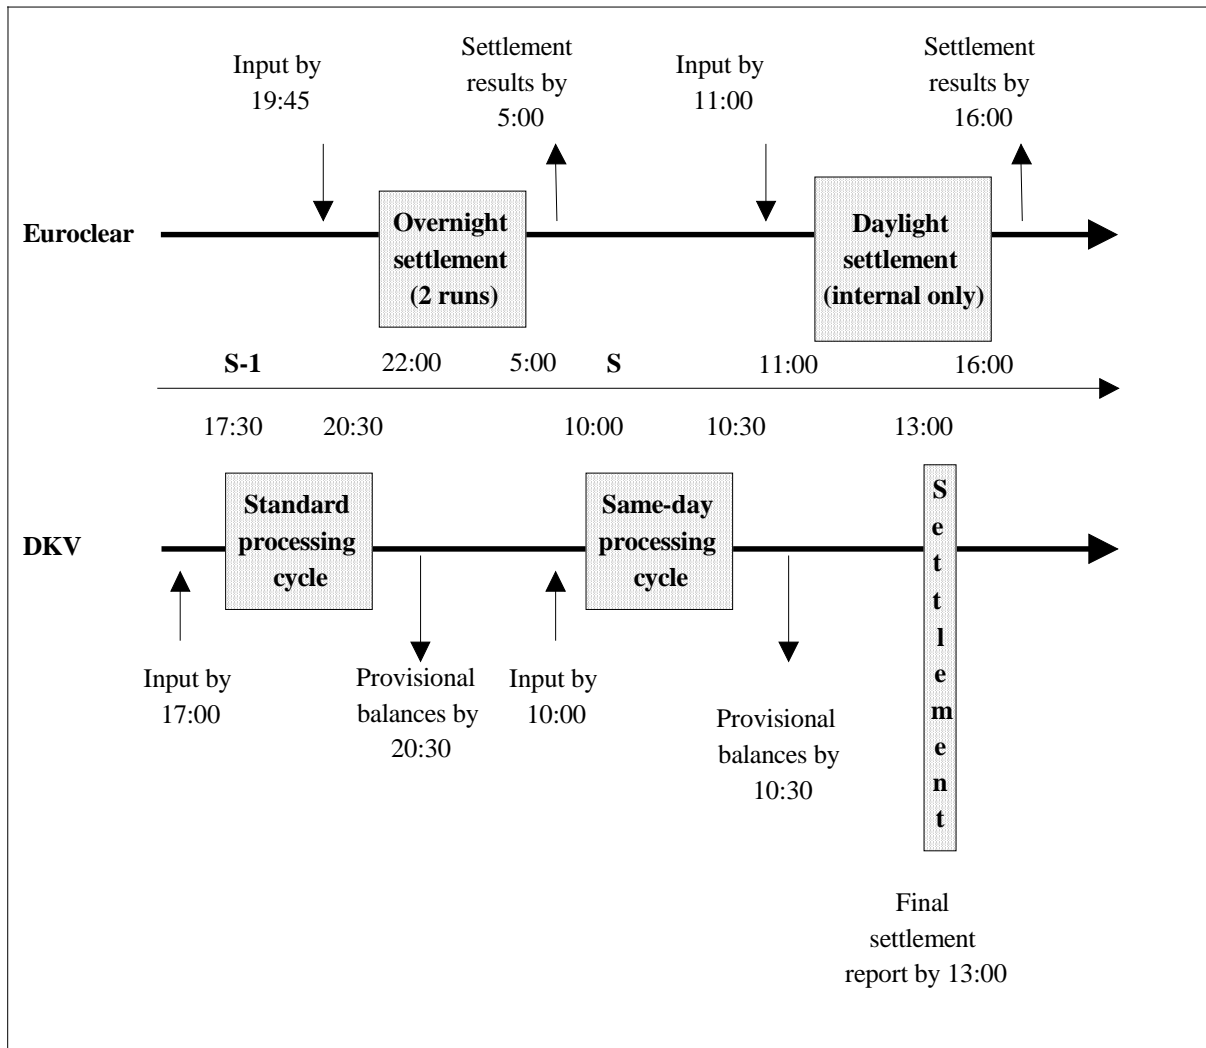 Input by
19:45
Settlement
results by
5:00
Input by
11:00
Settlement
results by
16:00
Euroclear
Overnight
settlement
(2 runs)
Daylight
settlement
(internal only)
S-1
22:00
5:00
S
11:00
16:00
17:30
20:30
10:00
10:30
13:00
DKV
Standard
processing
cycle
Same-day
processing
cycle
Settlement
Input by
17:00
Provisional
balances by
20:30
Input by
10:00
Provisional
balances by
10:30
Final
settlement
report by 13:00